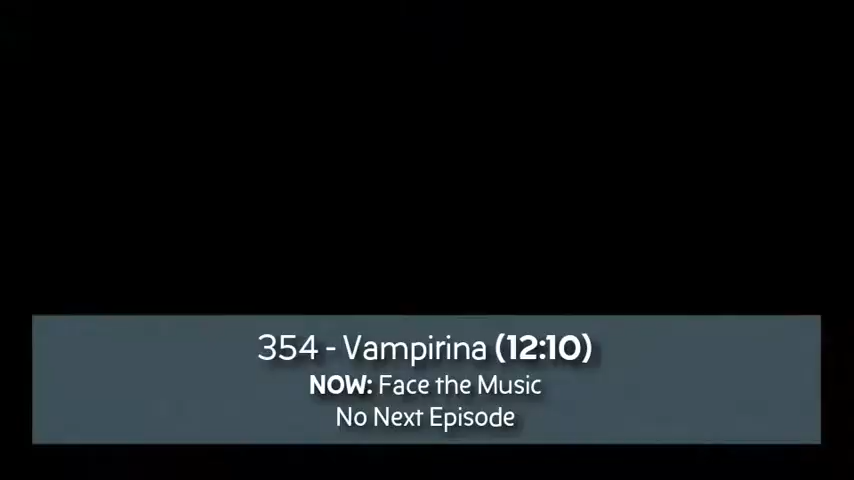 354 - Vampirina (12:10)
NOW: Face the Music
No Next Episode